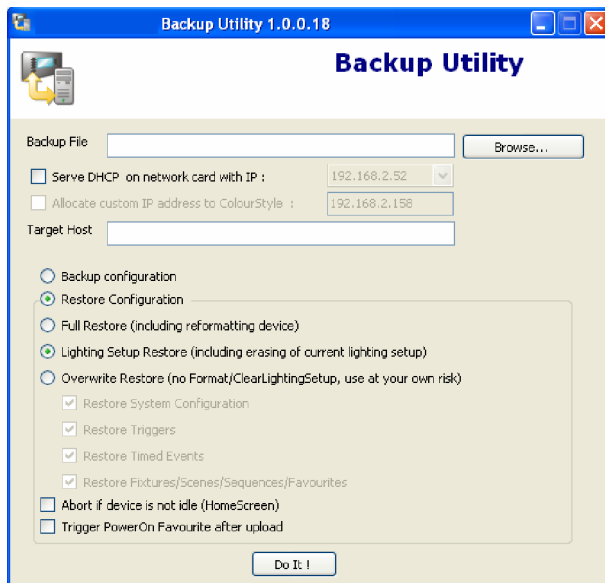 Backup Utility 1.0.0.18
Backup Utility
Backup File
Browse...
Serve DHCP on network card with IP :
192.168.2.52
Allocate custom IP address to ColourStyle :
192.168.2.158
Target Host
Backup configuration
Restore Configuration
Full Restore (including reformatting device)
Lighting Setup Restore (including erasing of current lighting setup)
Overwrite Restore (no Format/ClearLightingSetup, use at your own risk)
Restore System Configuration
Restore Triggers
Restore Timed Events
Restore Fixtures/Scenes/Sequences/Favourites
Abort if device is not idle (HomeScreen)
Trigger PowerOn Favourite after upload
Do It !